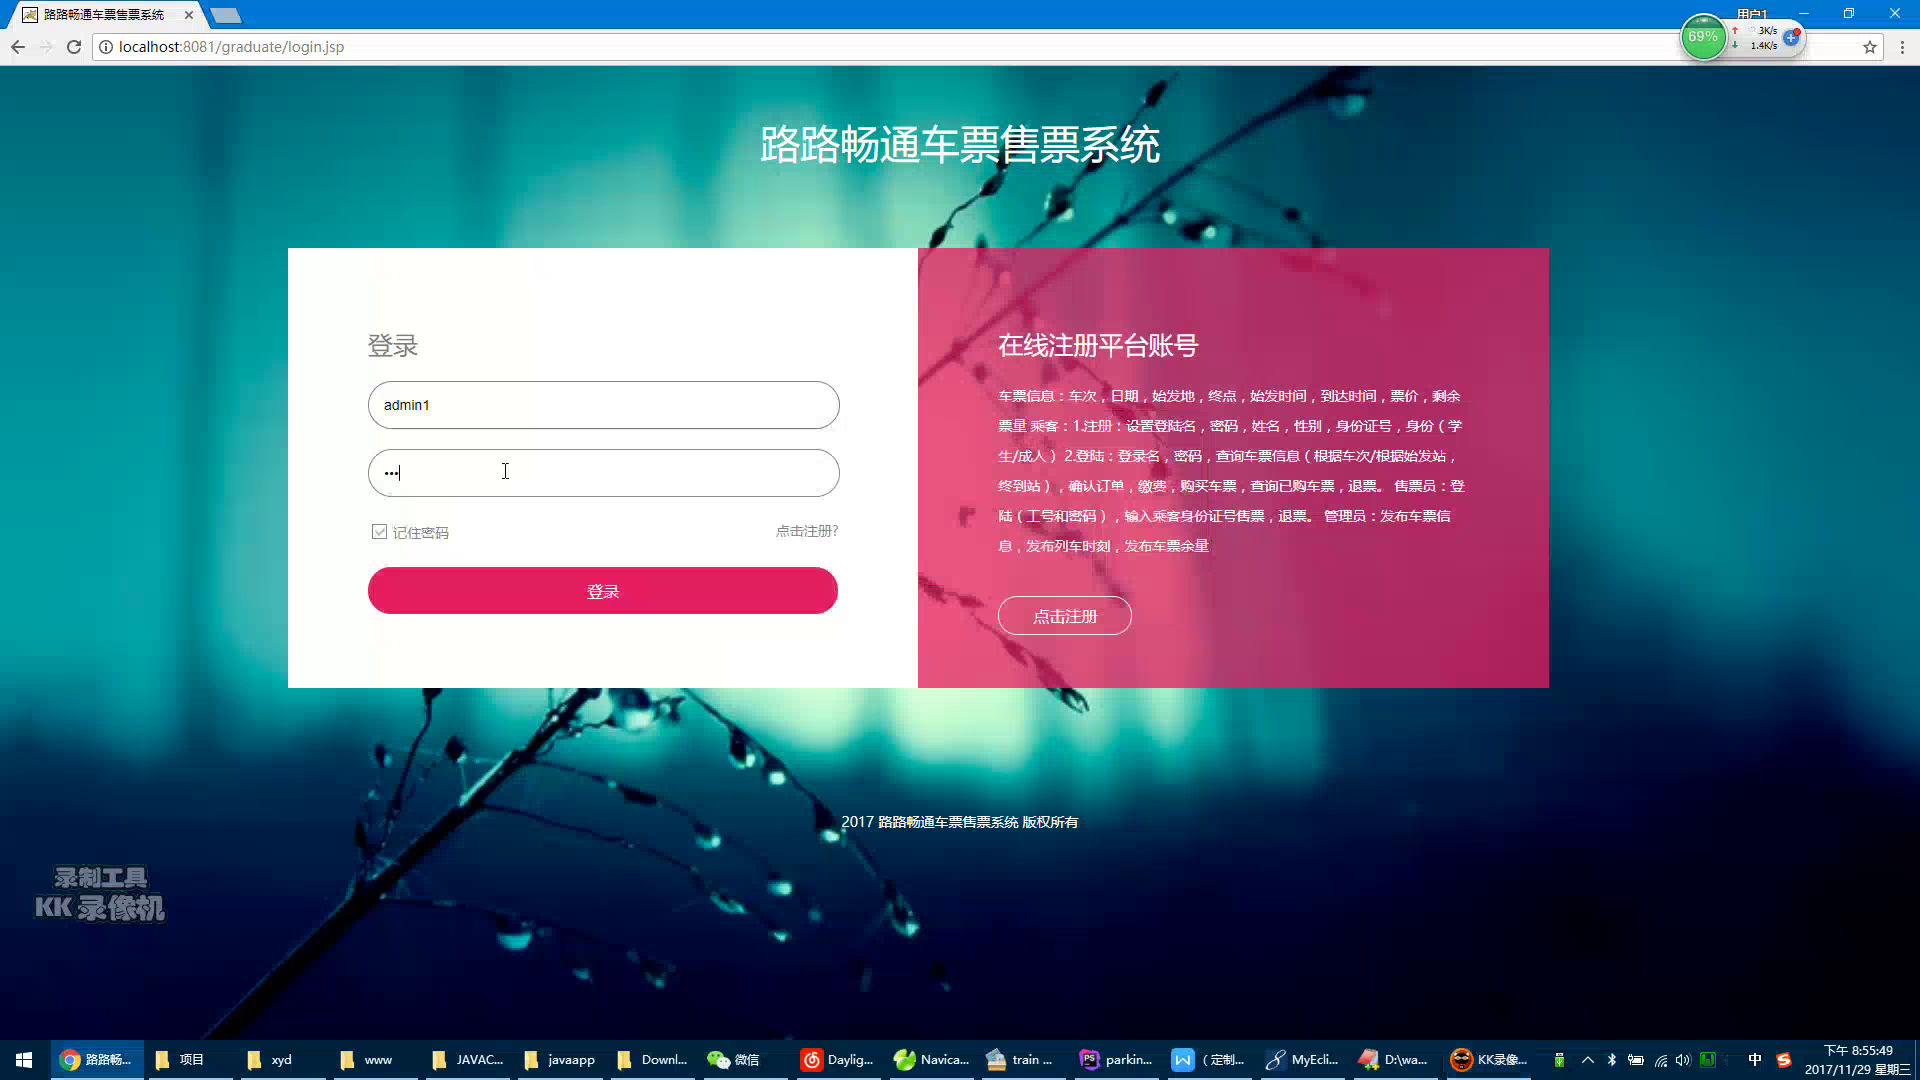 路路畅通车票售票系统
用户1
localhost:8081/graduate/login.jsp
69%
3K/s
1.4K/s
路路畅通车票售票系统
登录
admin1
•••
记住密码
点击注册?
登录
在线注册平台账号
车票信息：车次，日期，始发地，终点，始发时间，到达时间，票价，剩余
票量 乘客：1.注册：设置登陆名，密码，姓名，性别，身份证号，身份（学
生/成人） 2.登陆：登录名，密码，查询车票信息（根据车次/根据始发站，
终到站），确认订单，缴费，购买车票，查询已购车票，退票。 售票员：登
陆（工号和密码），输入乘客身份证号售票，退票。 管理员：发布车票信
息，发布列车时刻，发布车票余量
点击注册
2017 路路畅通车票售票系统 版权所有
录制工具
KK 录像机
路路畅...
项目
xyd
www
JAVAC...
javaapp
Downl...
微信
Daylig...
Navica...
train ...
parkin...
（定制...
MyEcli...
D:\wa...
KK录像...
中
下午 8:55:49
2017/11/29 星期三